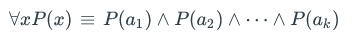 ∀xP(x) ≡ P(a₁) ∧ P(a₂) ∧ ⋯ ∧ P(aₖ)